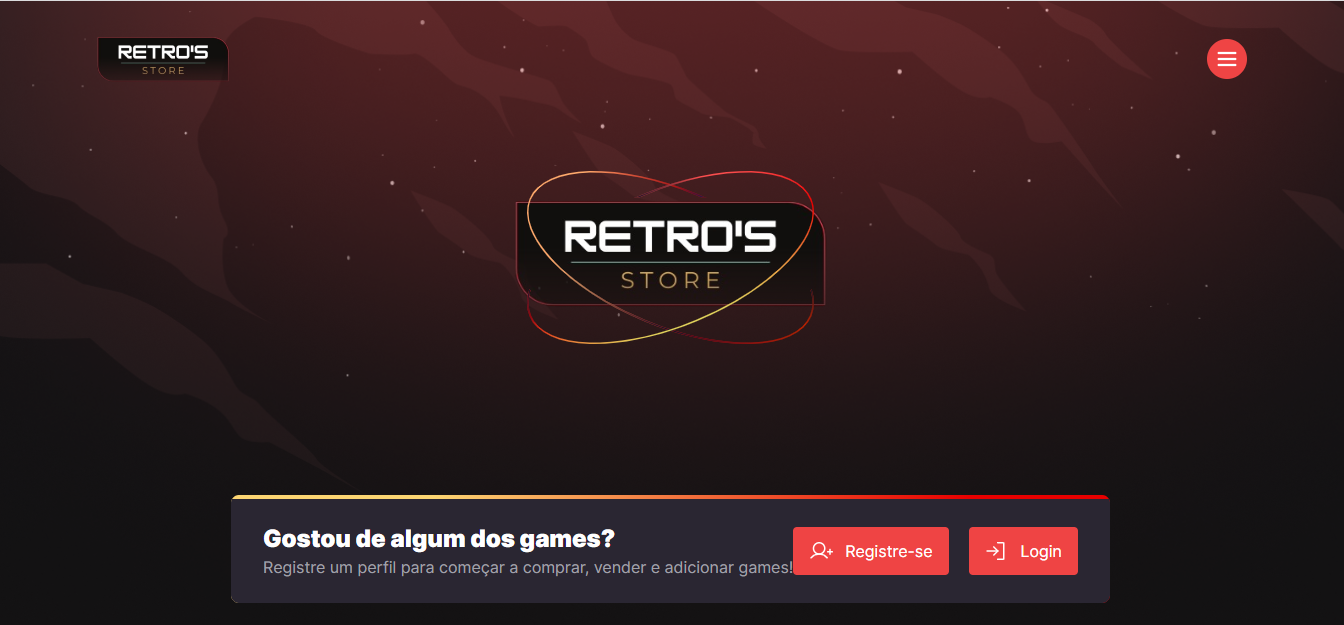 RETRO'S
STORE
RETRO'S
STORE
Gostou de algum dos games?
Registre um perfil para começar a comprar, vender e adicionar games!
Registre-se
Login